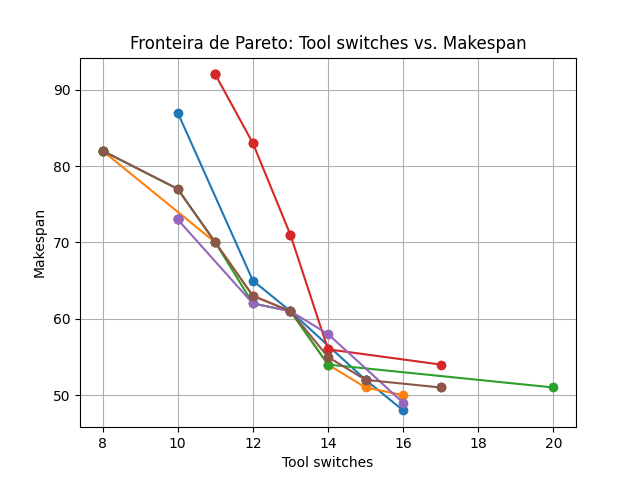 Fronteira de Pareto: Tool switches vs. Makespan
Makespan
90
80
70
60
50
8 10 12 14 16 18 20
Tool switches